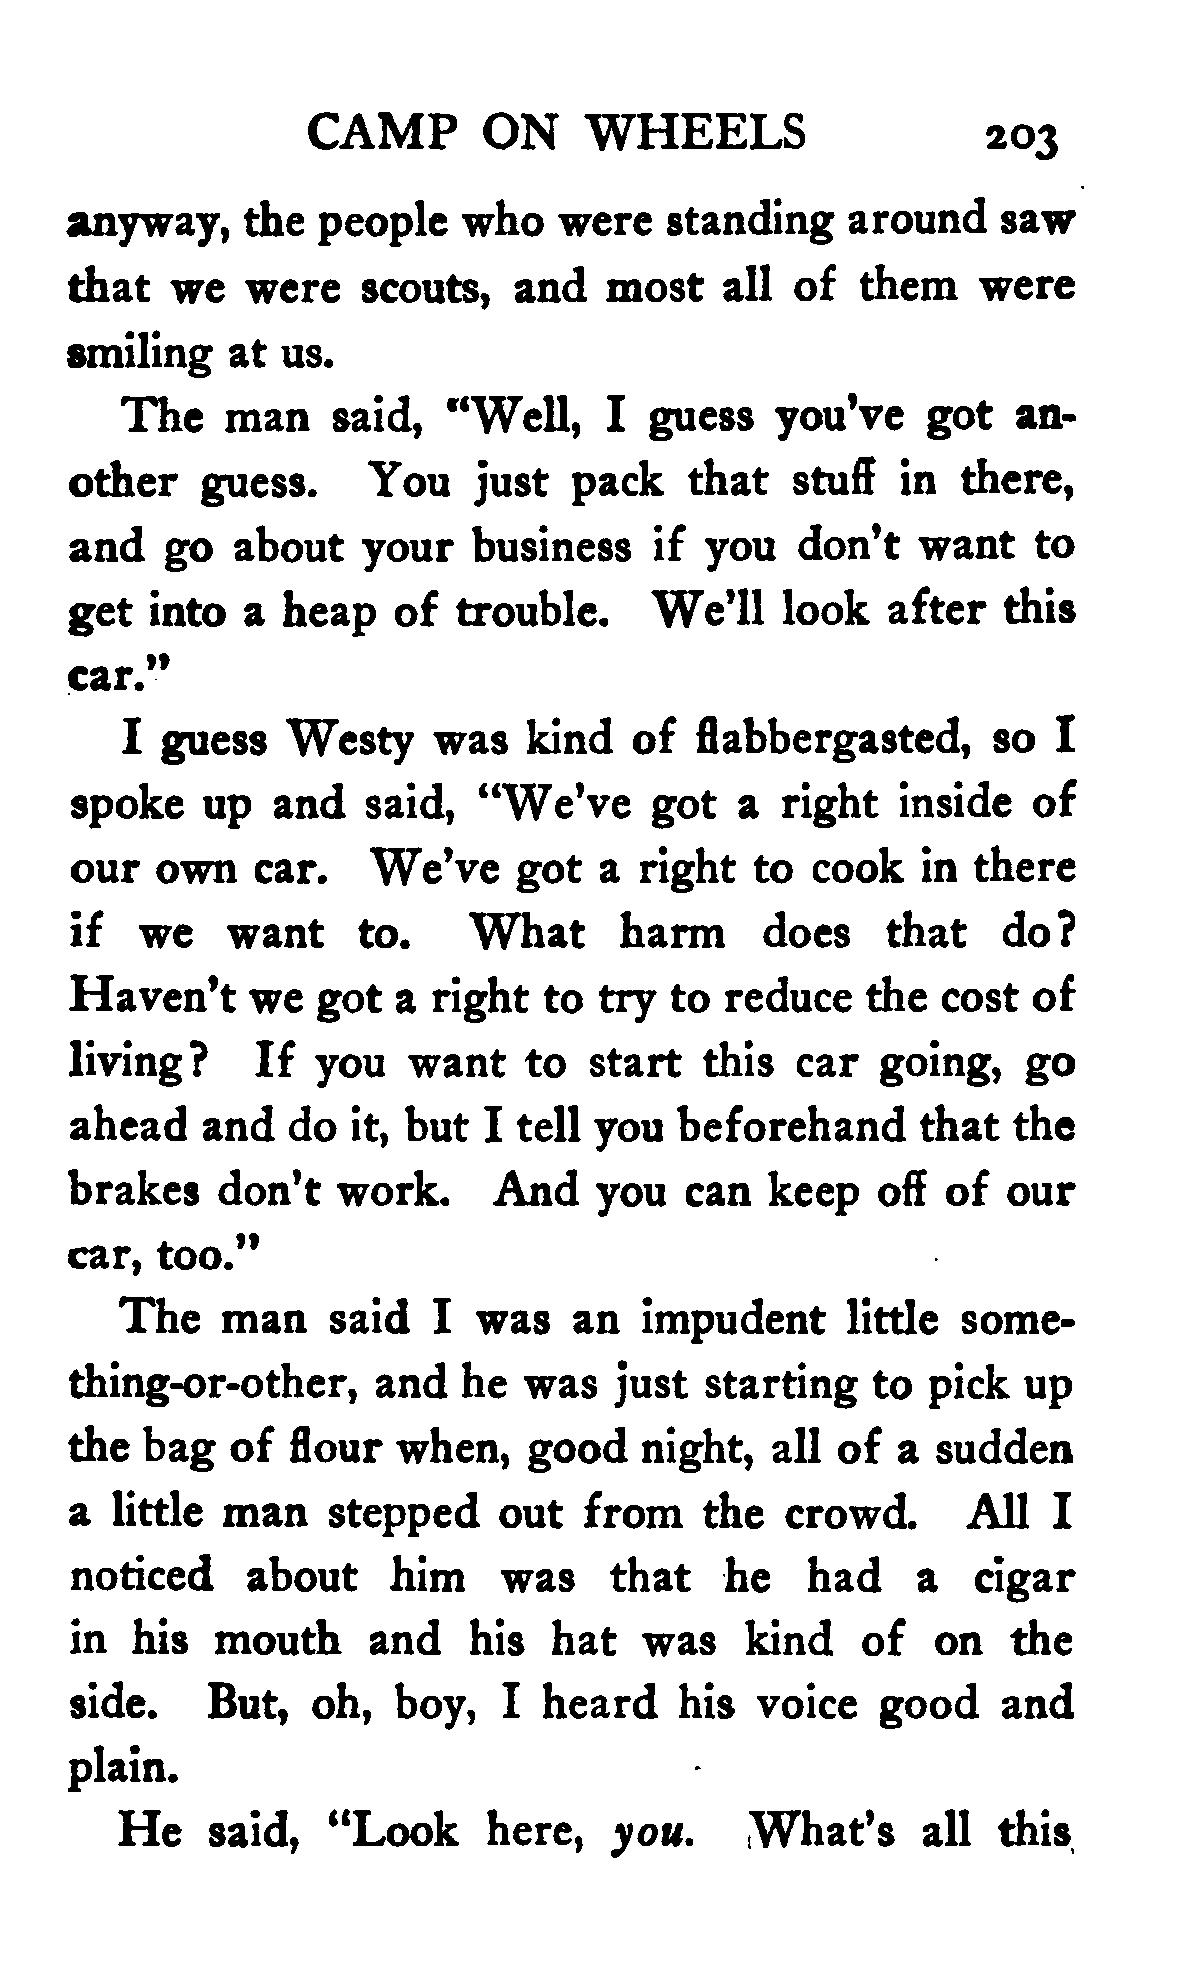 CAMP ON WHEELS 203
anyway, the people who were standing around saw
that we were scouts, and most all of them were
smiling at us.
The man said, "Well, I guess you've got an-
other guess. You just pack that stuff in there,
and go about your business if you don't want to
get into a heap of trouble. We'll look after this
car."
I guess Westy was kind of flabbergasted, so I
spoke up and said, "We've got a right inside of
our own car. We've got a right to cook in there
if we want to. What harm does that do?
Haven't we got a right to try to reduce the cost of
living? If you want to start this car going, go
ahead and do it, but I tell you beforehand that the
brakes don't work. And you can keep off of our
car, too."
The man said I was an impudent little some-
thing-or-other, and he was just starting to pick up
the bag of flour when, good night, all of a sudden
a little man stepped out from the crowd. All I
noticed about him was that he had a cigar
in his mouth and his hat was kind of on the
side. But, oh, boy, I heard his voice good and
plain.
He said, "Look here, you. What's all this